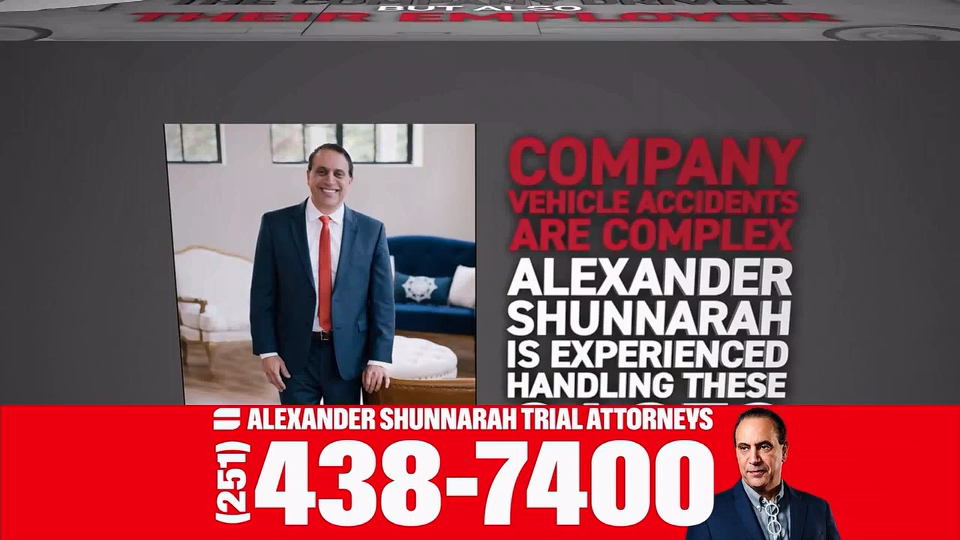 BUT ALSO
THEIR EMPLOYER
COMPANY
VEHICLE ACCIDENTS
ARE COMPLEX
ALEXANDER
SHUNNARAH
IS EXPERIENCED
HANDLING THESE
ALEXANDER SHUNNARAH TRIAL ATTORNEYS
(251) 438-7400